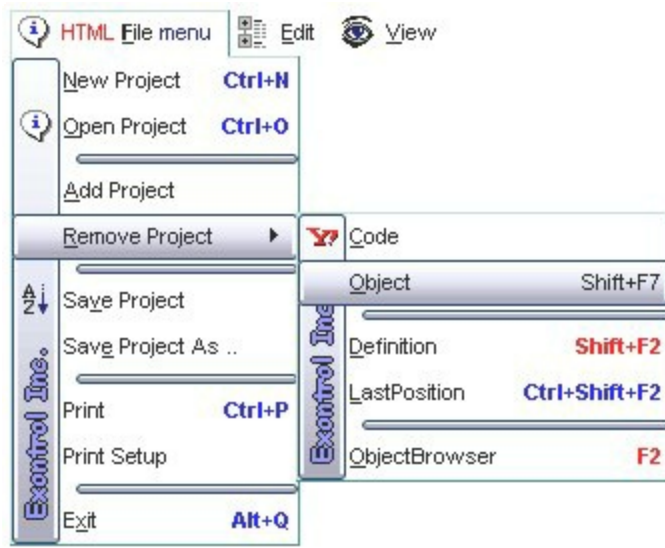 HTML File menu Edit View
New Project Ctrl+N
Open Project Ctrl+O
Add Project
Remove Project
Save Project
Save Project As ..
Print Ctrl+P
Print Setup
Exit Alt+Q
Exontrol Inc.
Y?
Code
Object Shift+F7
Definition Shift+F2
LastPosition Ctrl+Shift+F2
ObjectBrowser F2
Exontrol Inc.